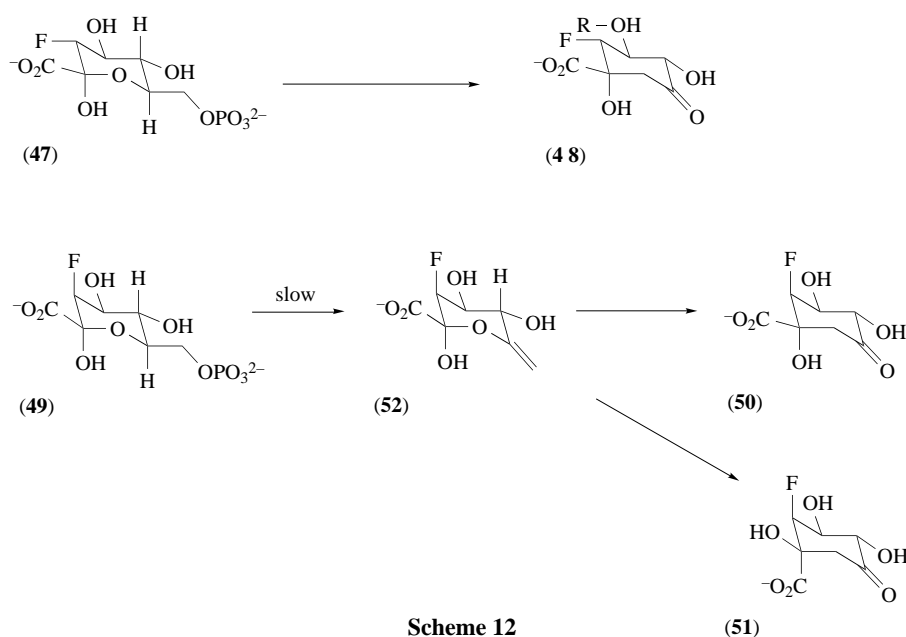 OH H
F
⁻O₂C O OH
OH OPO₃²⁻
H
(47)
R–OH
F
⁻O₂C OH
OH O
(4 8)
F
OH H
⁻O₂C O OH
OH OPO₃²⁻
H
(49)
slow
F
OH H
⁻O₂C O OH
OH
(52)
F
OH
⁻O₂C OH
OH O
(50)
F
OH
HO OH
⁻O₂C O
(51)
Scheme 12